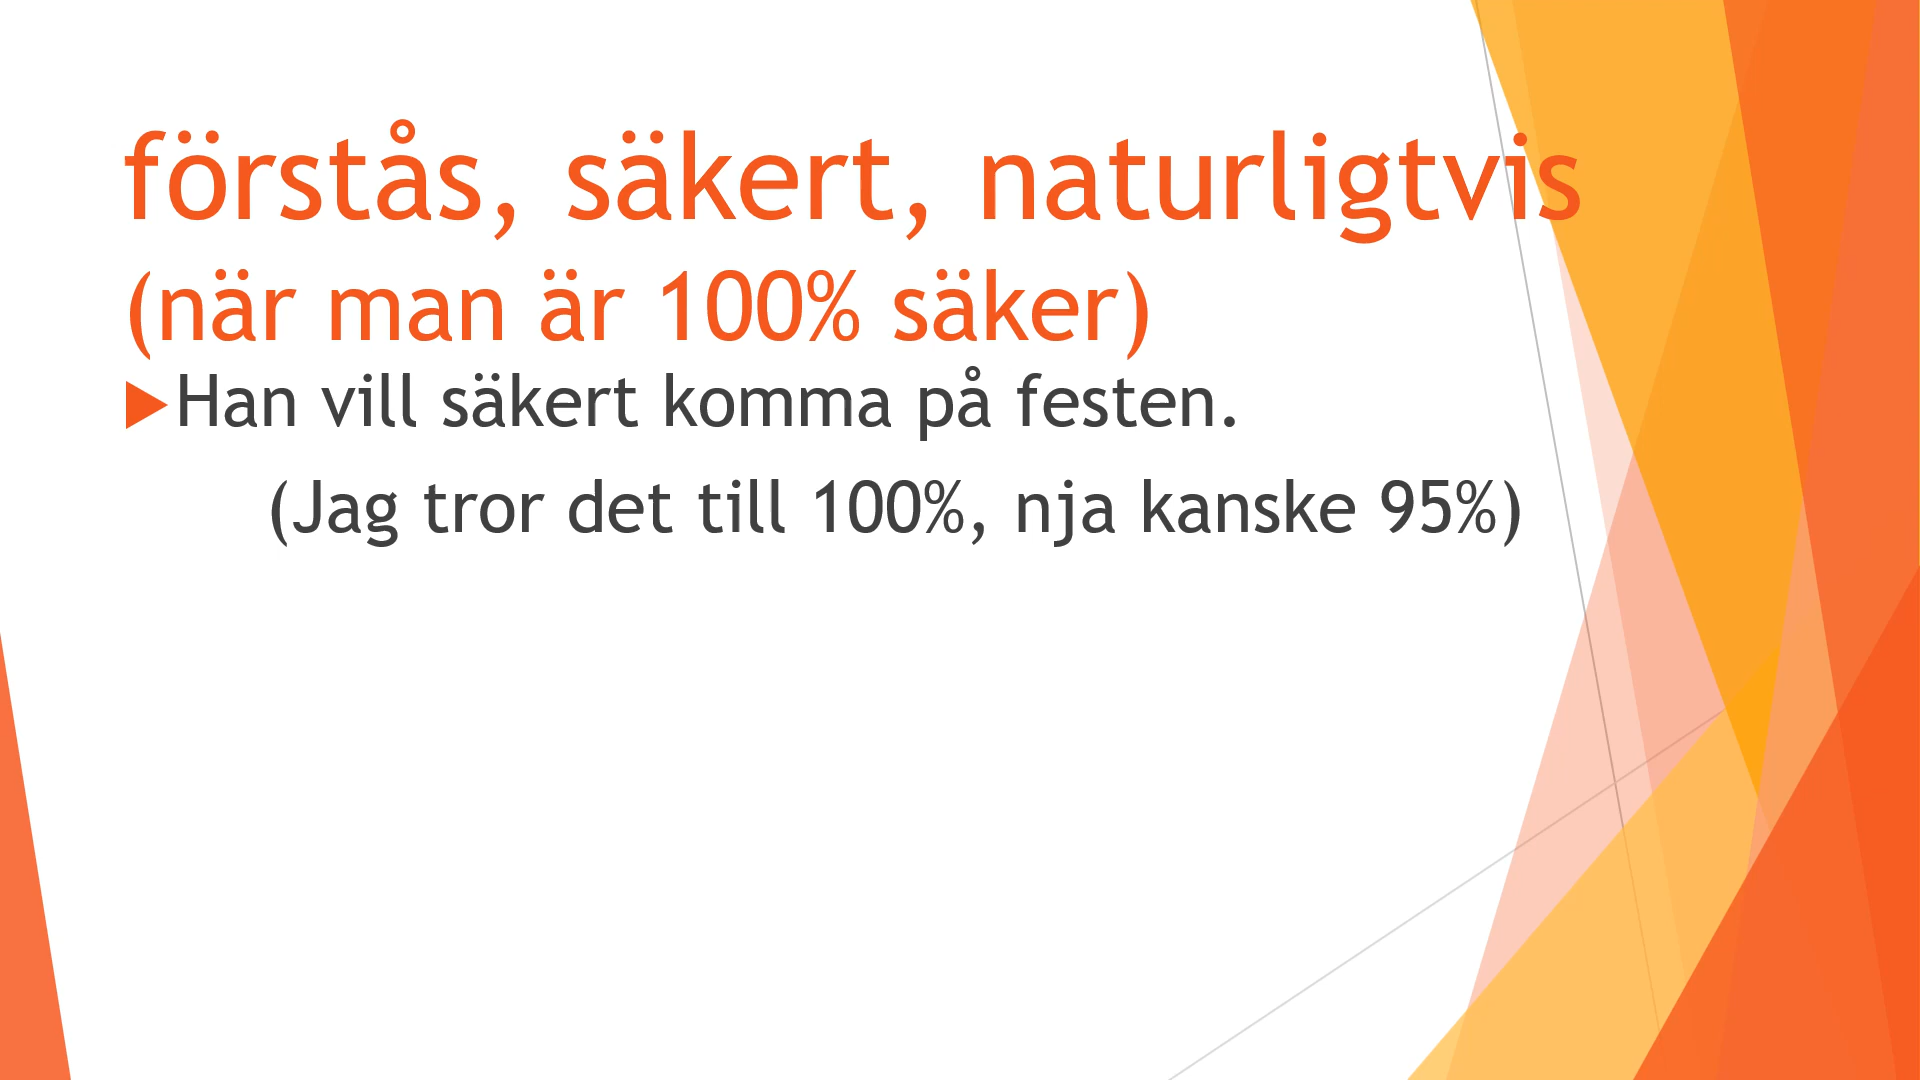 förstås, säkert, naturligtvis
(när man är 100% säker)
Han vill säkert komma på festen.
(Jag tror det till 100%, nja kanske 95%)